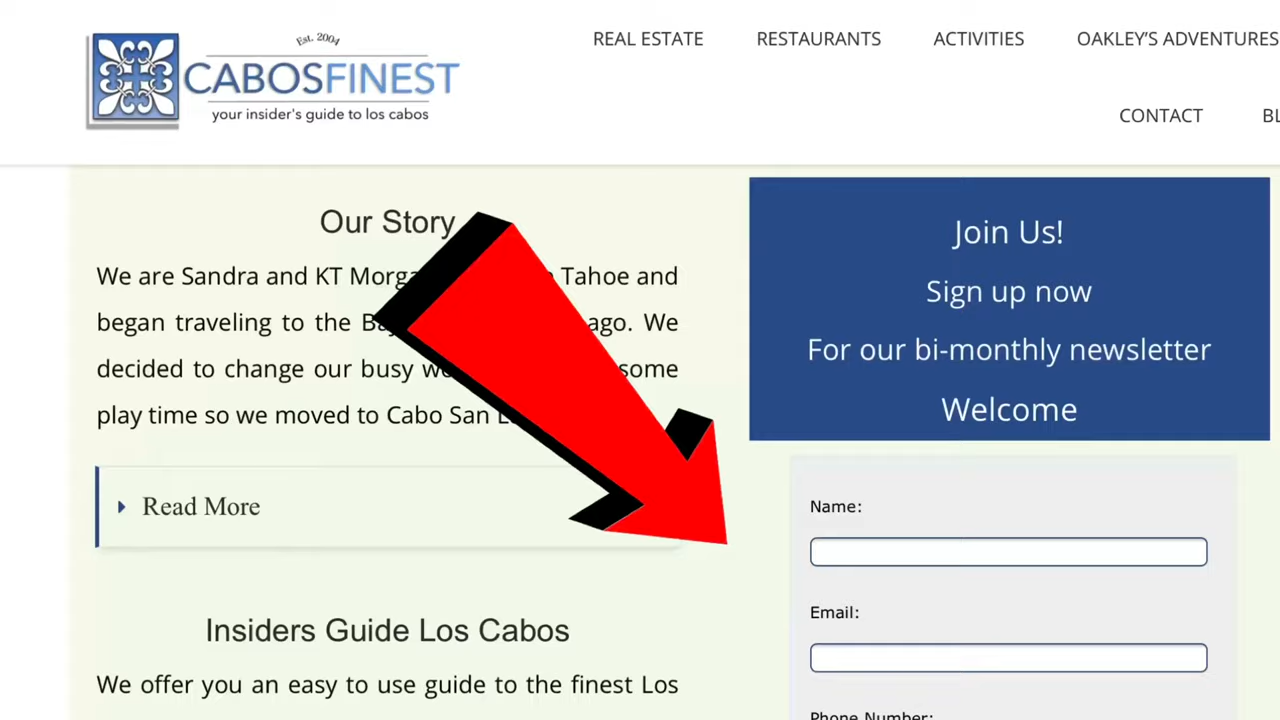 Est. 2004
CABOSFINEST
your insider's guide to los cabos
REAL ESTATE RESTAURANTS ACTIVITIES OAKLEY'S ADVENTURES
CONTACT
Our Story
We are Sandra and KT Tahoe and
began traveling to the ago. We
decided to change our busy some
play time so we moved to Cabo San
Read More
Insiders Guide Los Cabos
We offer you an easy to use guide to the finest Los
Join Us!
Sign up now
For our bi-monthly newsletter
Welcome
Name:
Email:
Phone Number: